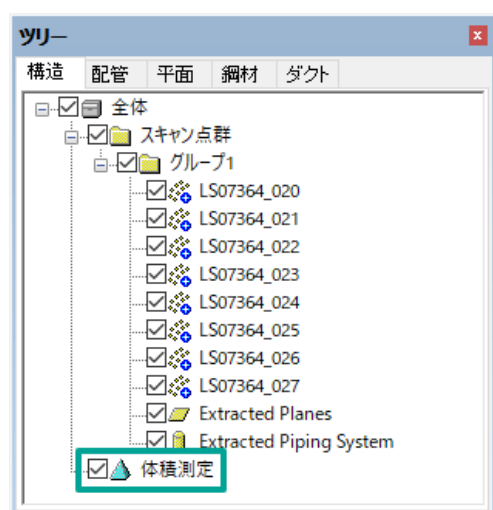 ツリー
構造 配管 平面 鋼材 ダクト
全体
スキャン点群
グループ1
LS07364_020
LS07364_021
LS07364_022
LS07364_023
LS07364_024
LS07364_025
LS07364_026
LS07364_027
Extracted Planes
Extracted Piping System
体積測定